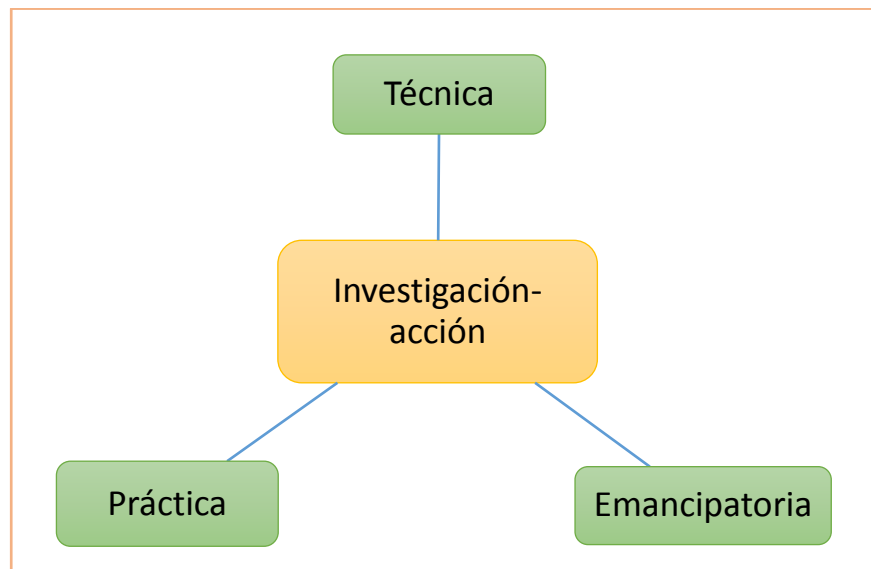 Técnica
Investigación-
acción
Práctica
Emancipatoria